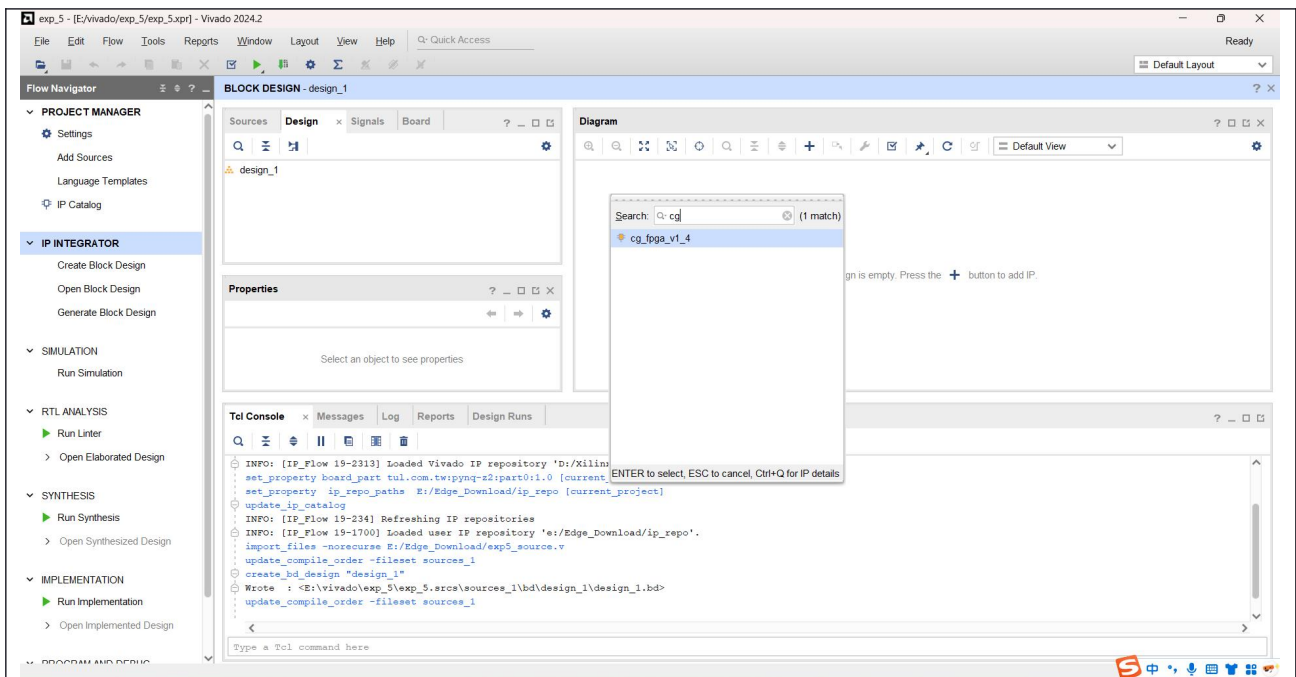 exp_5 - [E:/vivado/exp_5/exp_5.xpr] - Vivado 2024.2
File Edit Flow Tools Reports Window Layout View Help Quick Access
Ready
Default Layout
Flow Navigator
BLOCK DESIGN - design_1
PROJECT MANAGER
Settings
Add Sources
Language Templates
IP Catalog
IP INTEGRATOR
Create Block Design
Open Block Design
Generate Block Design
SIMULATION
Run Simulation
RTL ANALYSIS
Run Linter
Open Elaborated Design
SYNTHESIS
Run Synthesis
Open Synthesized Design
IMPLEMENTATION
Run Implementation
Open Implemented Design
PROGRAM AND DEBUG
Sources Design Signals Board
design_1
Properties
Select an object to see properties
Diagram
Default View
Search: cg (1 match)
cg_fpga_v1_4
ENTER to select, ESC to cancel, Ctrl+Q for IP details
is empty. Press the + button to add IP.
Tcl Console Messages Log Reports Design Runs
INFO: [IP_Flow 19-2313] Loaded Vivado IP repository 'D:/Xilin
set_property board_part tul.com.tw:pynq-z2:part0:1.0 [current
set_property ip_repo_paths E:/Edge_Download/ip_repo [current_project]
update_ip_catalog
INFO: [IP_Flow 19-234] Refreshing IP repositories
INFO: [IP_Flow 19-1700] Loaded user IP repository 'e:/Edge_Download/ip_repo'.
import_files -norecurse E:/Edge_Download/exp5_source.v
update_compile_order -fileset sources_1
create_bd_design "design_1"
Wrote : <E:\vivado\exp_5\exp_5.srcs\sources_1\bd\design_1\design_1.bd>
update_compile_order -fileset sources_1
Type a Tcl command here
中